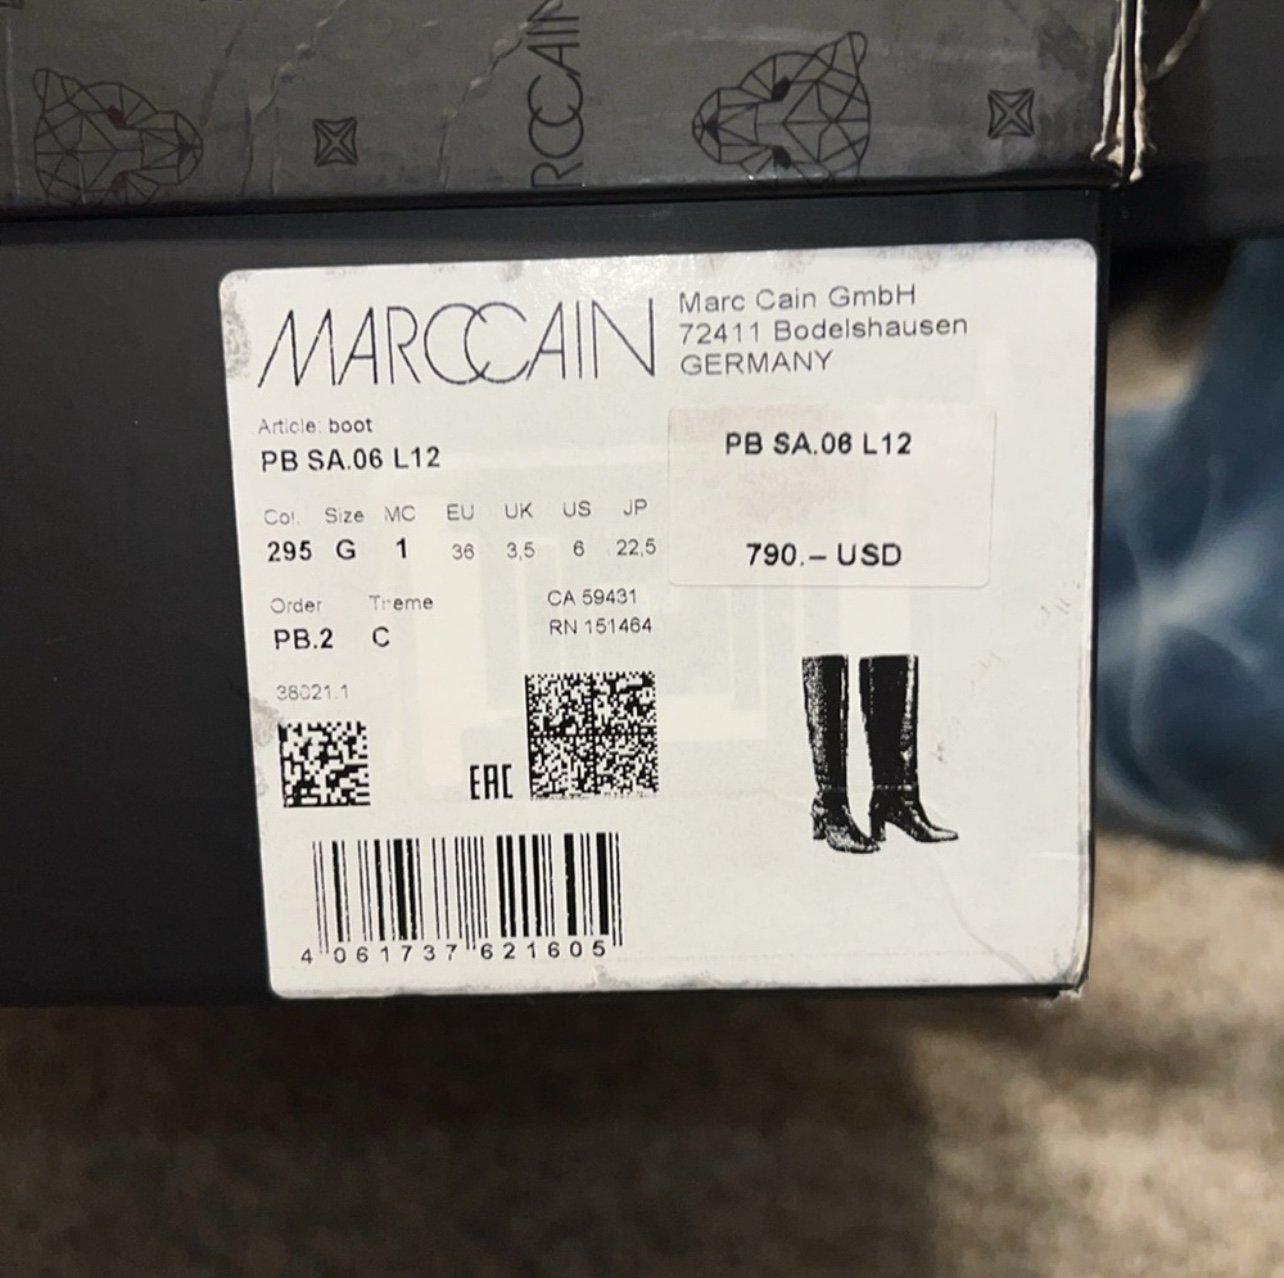 RCCAIN
MARCCAIN
Marc Cain GmbH
72411 Bodelshausen
GERMANY
Article: boot
PB SA.06 L12
PB SA.06 L12
790.– USD
Col. Size MC EU UK US JP
295 G 1 36 3,5 6 22,5
Order Treme
PB.2 C
CA 59431
RN 151464
38021.1
EAC
4 061737 621605